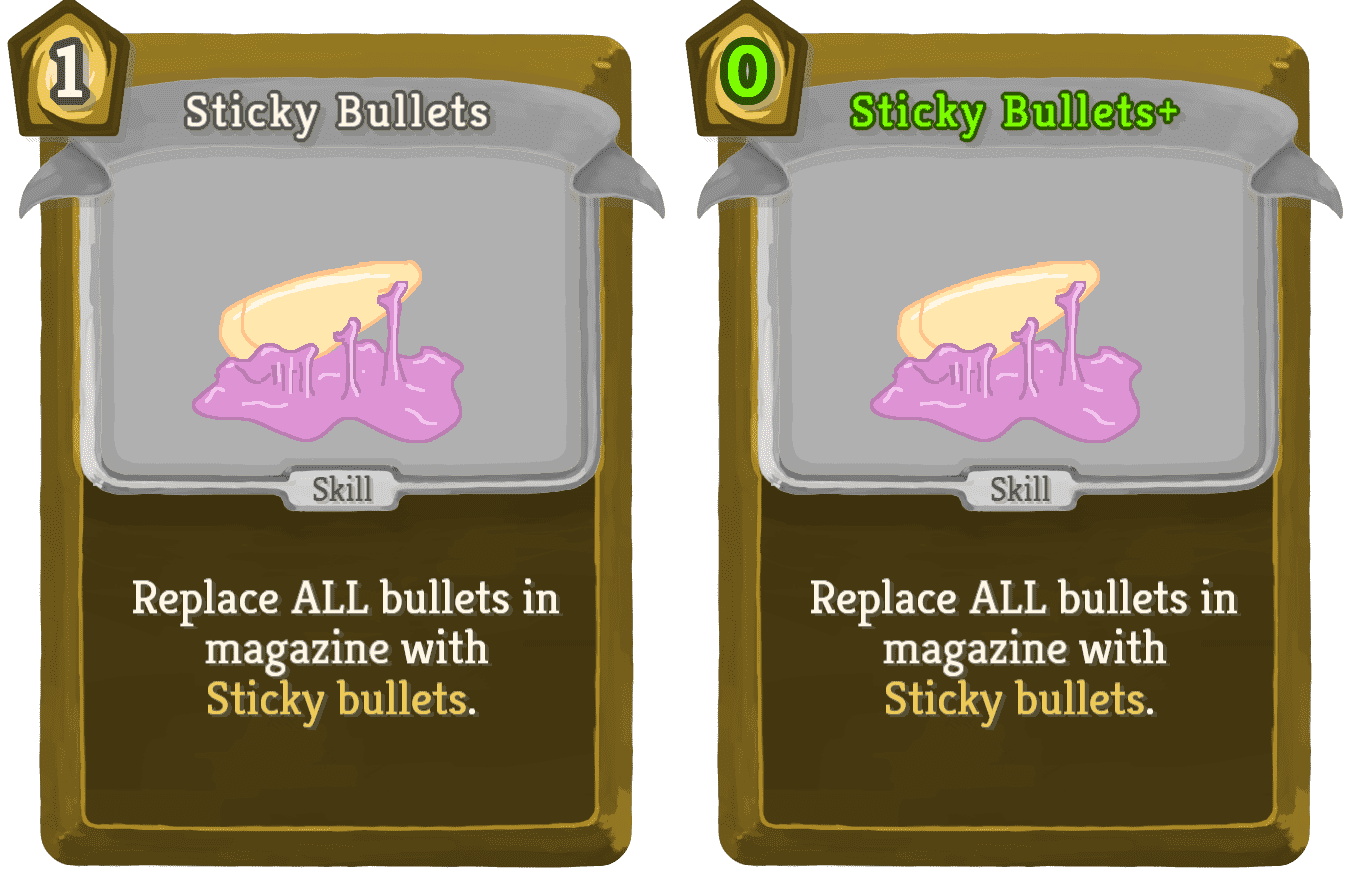 1
Sticky Bullets
Skill
Replace ALL bullets in
magazine with
Sticky bullets.
0
Sticky Bullets+
Skill
Replace ALL bullets in
magazine with
Sticky bullets.